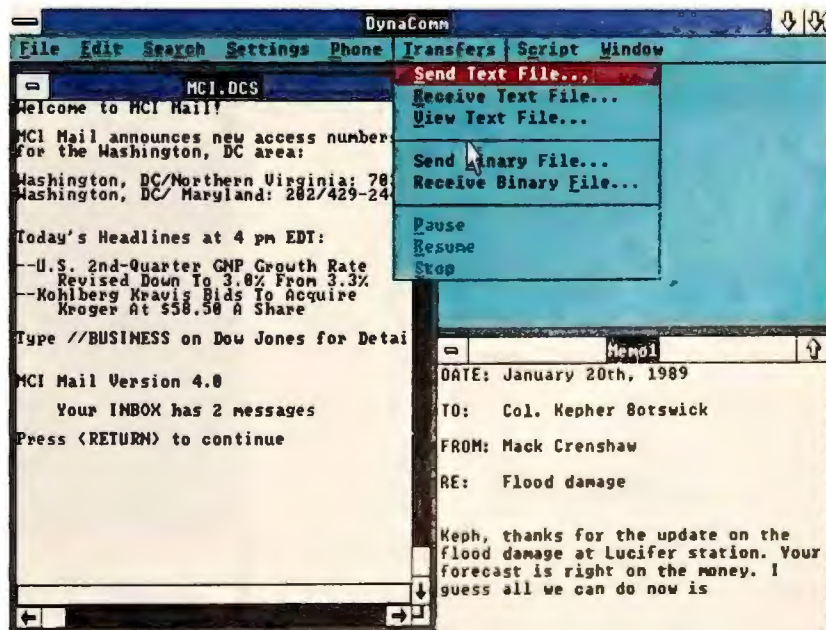 DynaComm
File Edit Search Settings Phone Transfers Script Window
Send Text File...
Receive Text File...
View Text File...
Send Binary File...
Receive Binary File...
Pause
Resume
Stop
MCI.DCS
Welcome to MCI Mail!
MCI Mail announces new access number
for the Washington, DC area:
Washington, DC/Northern Virginia: 70
Washington, DC/ Maryland: 202/429-24
Today's Headlines at 4 pm EDT:
--U.S. 2nd-Quarter GNP Growth Rate
Revised Down To 3.0% From 3.3%
--Kohlberg Kravis Bids To Acquire
Kroger At $58.50 A Share
Type //BUSINESS on Dow Jones for Detai
MCI Mail Version 4.0
Your INBOX has 2 messages
Press <RETURN> to continue
Memo1
DATE: January 20th, 1989
TO: Col. Kepher Botswick
FROM: Mack Crenshaw
RE: Flood damage
Keph, thanks for the update on the
flood damage at Lucifer station. Your
forecast is right on the money. I
guess all we can do now is